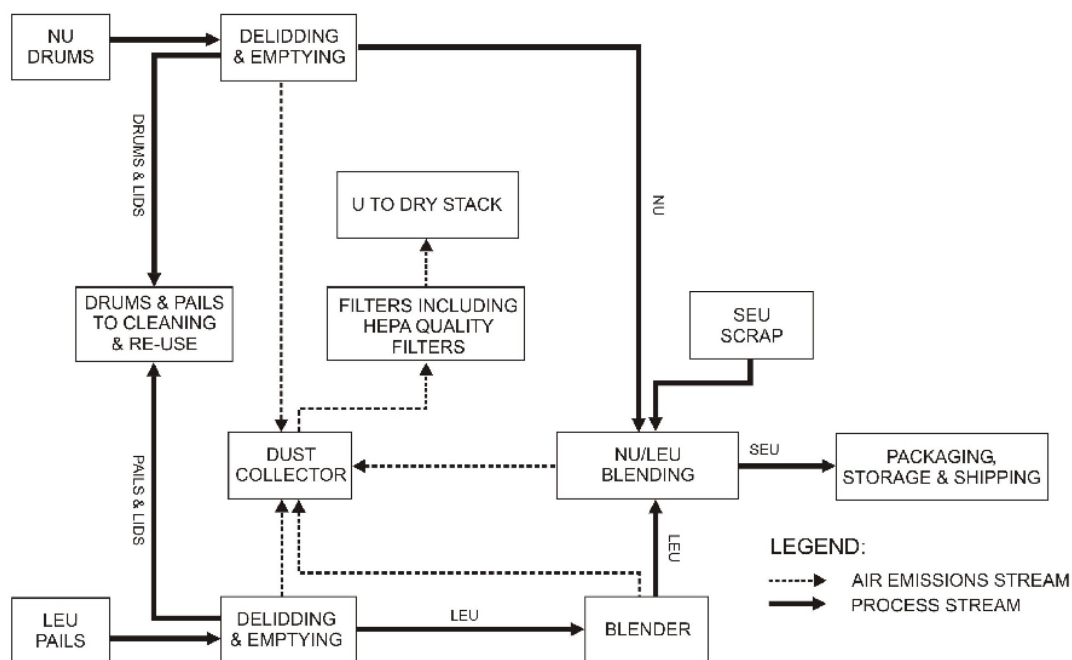 NU
DRUMS
DELIDDING
& EMPTYING
DRUMS & LIDS
NU
U TO DRY STACK
DRUMS & PAILS
TO CLEANING
& RE-USE
FILTERS INCLUDING
HEPA QUALITY
FILTERS
SEU
SCRAP
PAILS & LIDS
DUST
COLLECTOR
NU/LEU
BLENDING
SEU
PACKAGING,
STORAGE & SHIPPING
LEU
LEGEND:
AIR EMISSIONS STREAM
PROCESS STREAM
LEU
PAILS
DELIDDING
& EMPTYING
LEU
BLENDER